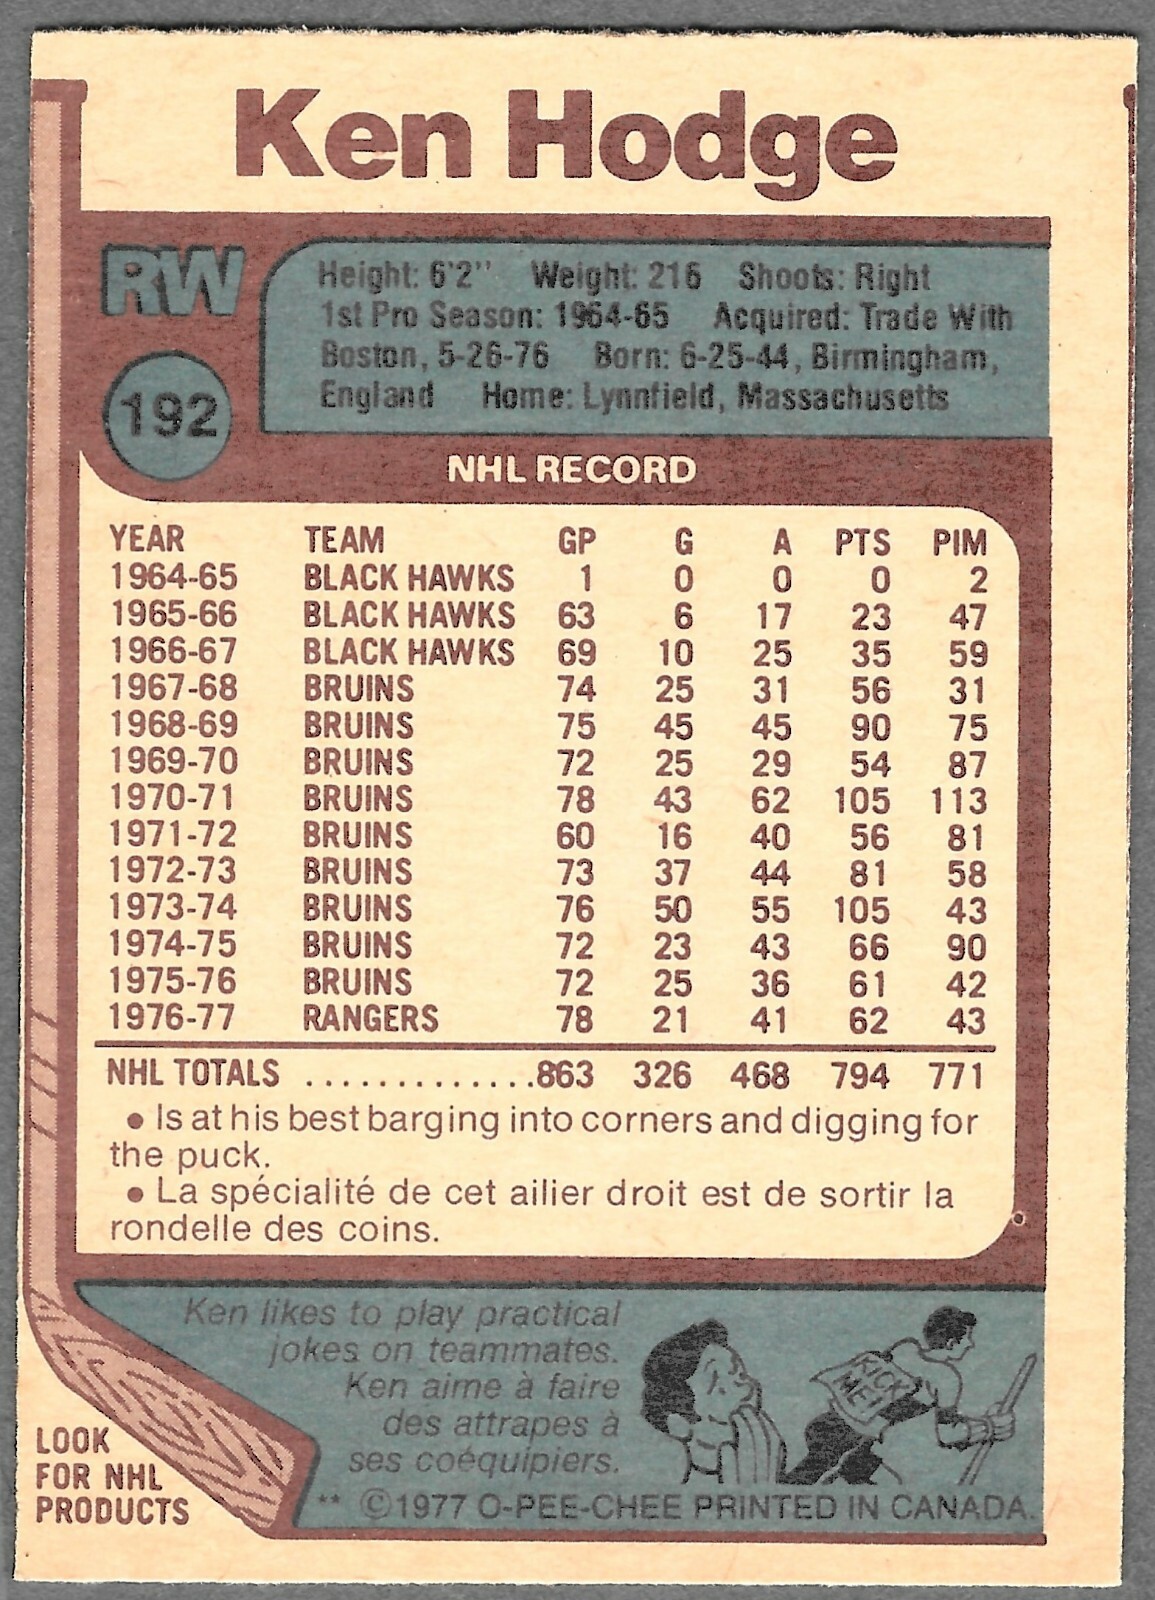 Ken Hodge
RW
192
Height: 6'2" Weight: 216 Shoots: Right
1st Pro Season: 1964-65 Acquired: Trade With
Boston, 5-26-76 Born: 6-25-44, Birmingham,
England Home: Lynnfield, Massachusetts
NHL RECORD
YEAR TEAM GP G A PTS PIM
1964-65 BLACK HAWKS 1 0 0 0 2
1965-66 BLACK HAWKS 63 6 17 23 47
1966-67 BLACK HAWKS 69 10 25 35 59
1967-68 BRUINS 74 25 31 56 31
1968-69 BRUINS 75 45 45 90 75
1969-70 BRUINS 72 25 29 54 87
1970-71 BRUINS 78 43 62 105 113
1971-72 BRUINS 60 16 40 56 81
1972-73 BRUINS 73 37 44 81 58
1973-74 BRUINS 76 50 55 105 43
1974-75 BRUINS 72 23 43 66 90
1975-76 BRUINS 72 25 36 61 42
1976-77 RANGERS 78 21 41 62 43
NHL TOTALS .............863 326 468 794 771
• Is at his best barging into corners and digging for
the puck.
• La spécialité de cet ailier droit est de sortir la
rondelle des coins.
Ken likes to play practical
jokes on teammates.
Ken aime à faire
des attrapes à
ses coéquipiers.
KICK
ME!
LOOK
FOR NHL
PRODUCTS
** ©1977 O-PEE-CHEE PRINTED IN CANADA.